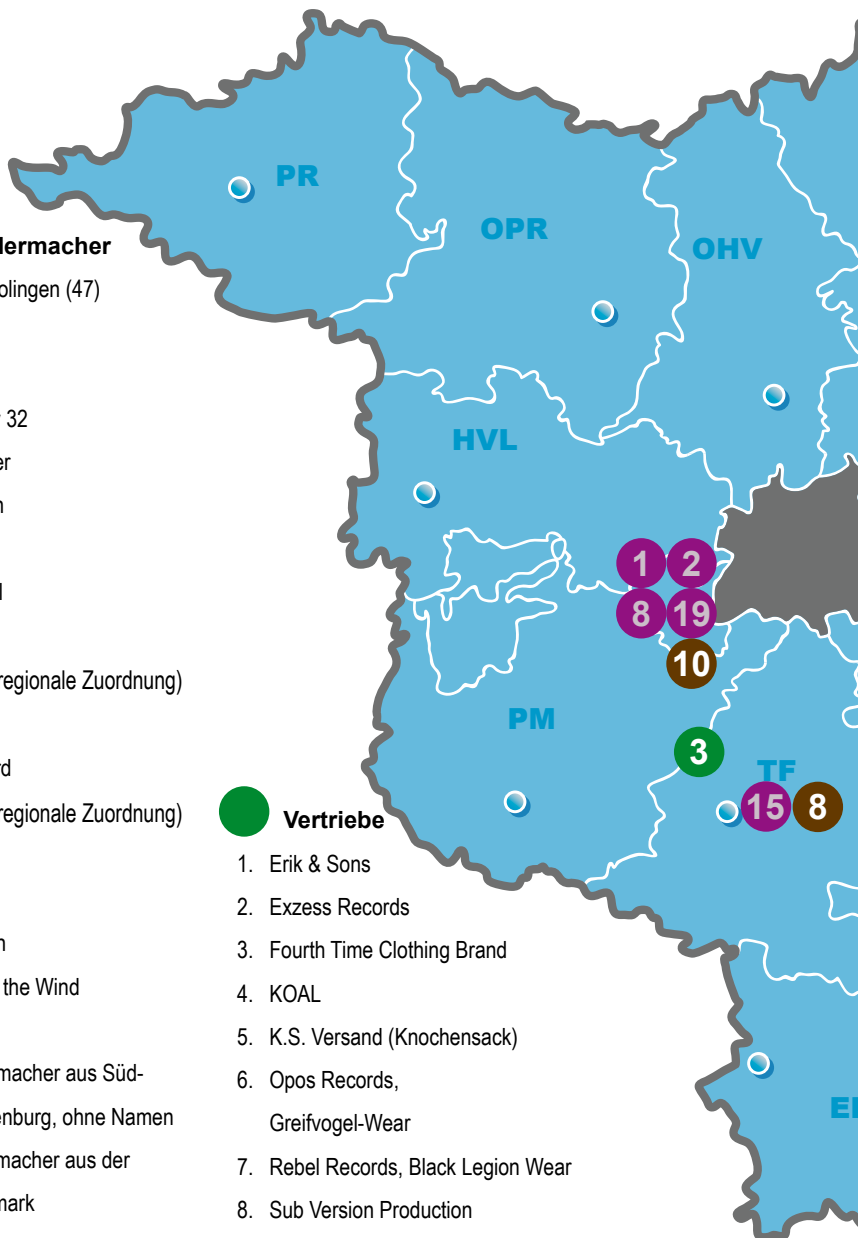 PR
OPR
OHV
dermacher
olingen (47)
32
HVL
er
n
1 2
8 19
10
regionale Zuordnung)
PM
3
rd
TF
15 8
regionale Zuordnung)
Vertriebe
1. Erik & Sons
2. Exzess Records
n
3. Fourth Time Clothing Brand
the Wind
4. KOAL
5. K.S. Versand (Knochensack)
macher aus Süd-
6. Opos Records,
enburg, ohne Namen
Greifvogel-Wear
macher aus der
7. Rebel Records, Black Legion Wear
mark
8. Sub Version Production